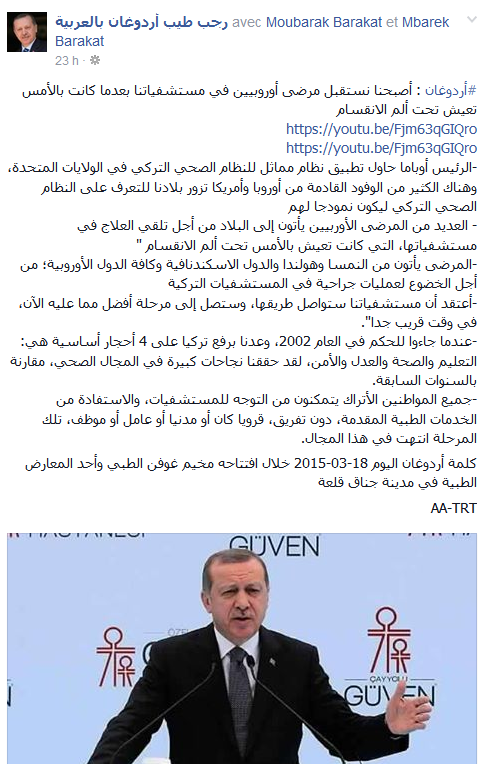 رجب طيب أردوغان بالعربية avec Moubarak Barakat et Mbarek
Barakat
23 h ·
#أردوغان : أصبحنا نستقبل مرضى أوروبيين في مستشفياتنا بعدما كانت بالأمس
تعيش تحت ألم الانقسام
https://youtu.be/Fjm63qGIQro
https://youtu.be/Fjm63qGIQro
-الرئيس أوباما حاول تطبيق نظام مماثل للنظام الصحي التركي في الولايات المتحدة،
وهناك الكثير من الوفود القادمة من أوروبا وأمريكا تزور بلادنا للتعرف على النظام
الصحي التركي ليكون نموذجا لهم
- العديد من المرضى الأوربيين يأتون إلى البلاد من أجل تلقي العلاج في
مستشفياتها، التي كانت تعيش بالأمس تحت ألم الانقسام "
-المرضى يأتون من النمسا وهولندا والدول الاسكندنافية وكافة الدول الأوروبية؛ من
أجل الخضوع لعمليات جراحية في المستشفيات التركية
-أعتقد أن مستشفياتنا ستواصل طريقها، وستصل إلى مرحلة أفضل مما عليه الآن،
في وقت قريب جدا".
-عندما جاءوا للحكم في العام 2002، وعدنا برفع تركيا على 4 أحجار أساسية هي:
التعليم والصحة والعدل والأمن، لقد حققنا نجاحات كبيرة في المجال الصحي، مقارنة
بالسنوات السابقة.
-جميع المواطنين الأتراك يتمكنون من التوجه للمستشفيات، والاستفادة من
الخدمات الطبية المقدمة، دون تفريق، قرويا كان أو مدنيا أو عامل أو موظف، تلك
المرحلة انتهت في هذا المجال.
كلمة أردوغان اليوم 18-03-2015 خلال افتتاحه مخيم غوفن الطبي وأحد المعارض
الطبية في مدينة جناق قلعة
AA-TRT
HASTANESİ
GÜVEN
ÖZEL
ÇAYYOLU
GÜVEN